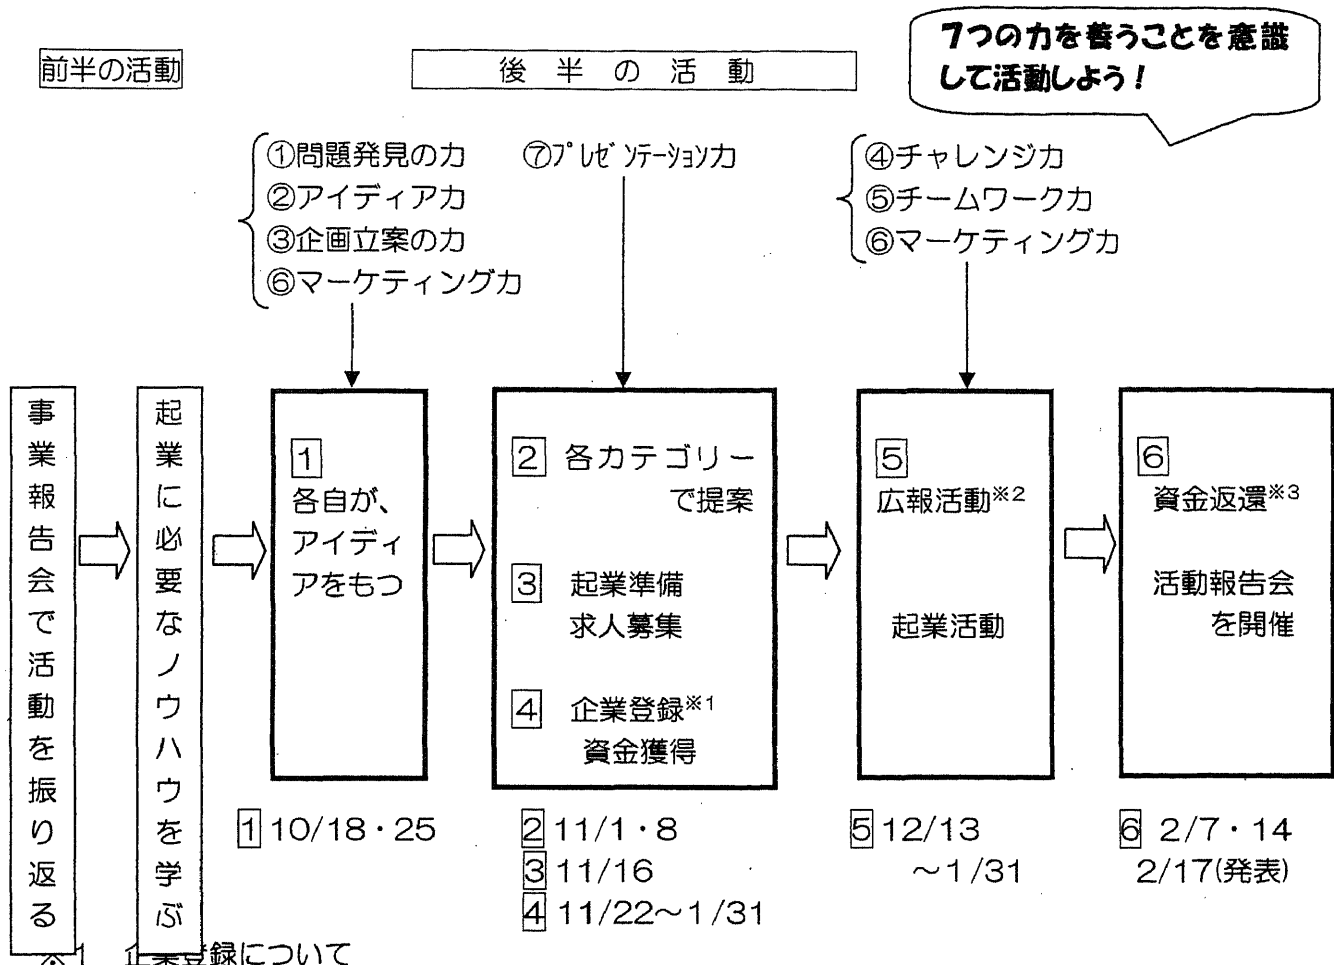 7つの力を養うことを意識
して活動しよう！
前半の活動
後半の活動
①問題発見の力
②アイディア力
③企画立案の力
⑥マーケティング力
⑦プレゼンテーション力
④チャレンジ力
⑤チームワーク力
⑥マーケティング力
事業報告会で活動を振り返る
起業に必要なノウハウを学ぶ
1
各自が、
アイディ
アをもつ
2 各カテゴリー
で提案
3 起業準備
求人募集
4 企業登録※1
資金獲得
5
広報活動※2
起業活動
6
資金返還※3
活動報告会
を開催
1 10/18・25
2 11/1・8
3 11/16
4 11/22～1/31
5 12/13
～1/31
6 2/7・14
2/17(発表)
※1 企業登録について